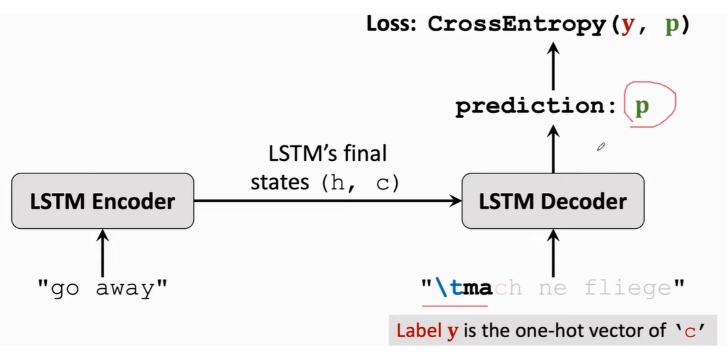 Loss: CrossEntropy(y, p)
prediction: p
LSTM's final
states (h, c)
LSTM Encoder
LSTM Decoder
"go away"
"\tmach ne fliege"
Label y is the one-hot vector of 'c'